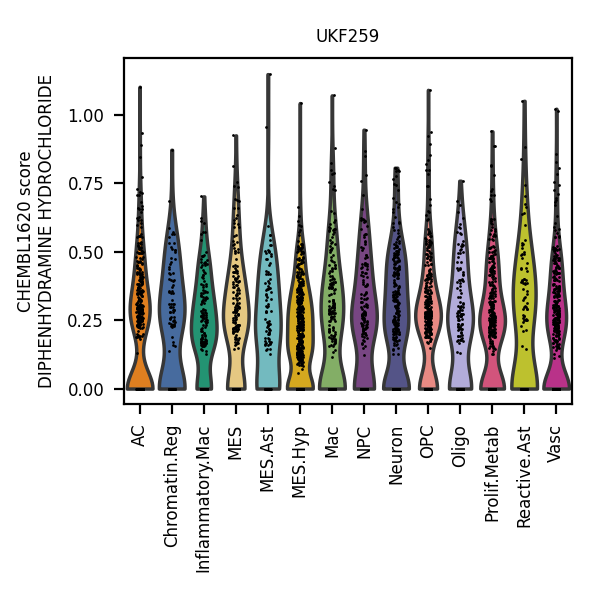 UKF259
CHEMBL1620 score
DIPHENHYDRAMINE HYDROCHLORIDE
1.00
0.75
0.50
0.25
0.00
AC
Chromatin.Reg
Inflammatory.Mac
MES
MES.Ast
MES.Hyp
Mac
NPC
Neuron
OPC
Oligo
Prolif.Metab
Reactive.Ast
Vasc